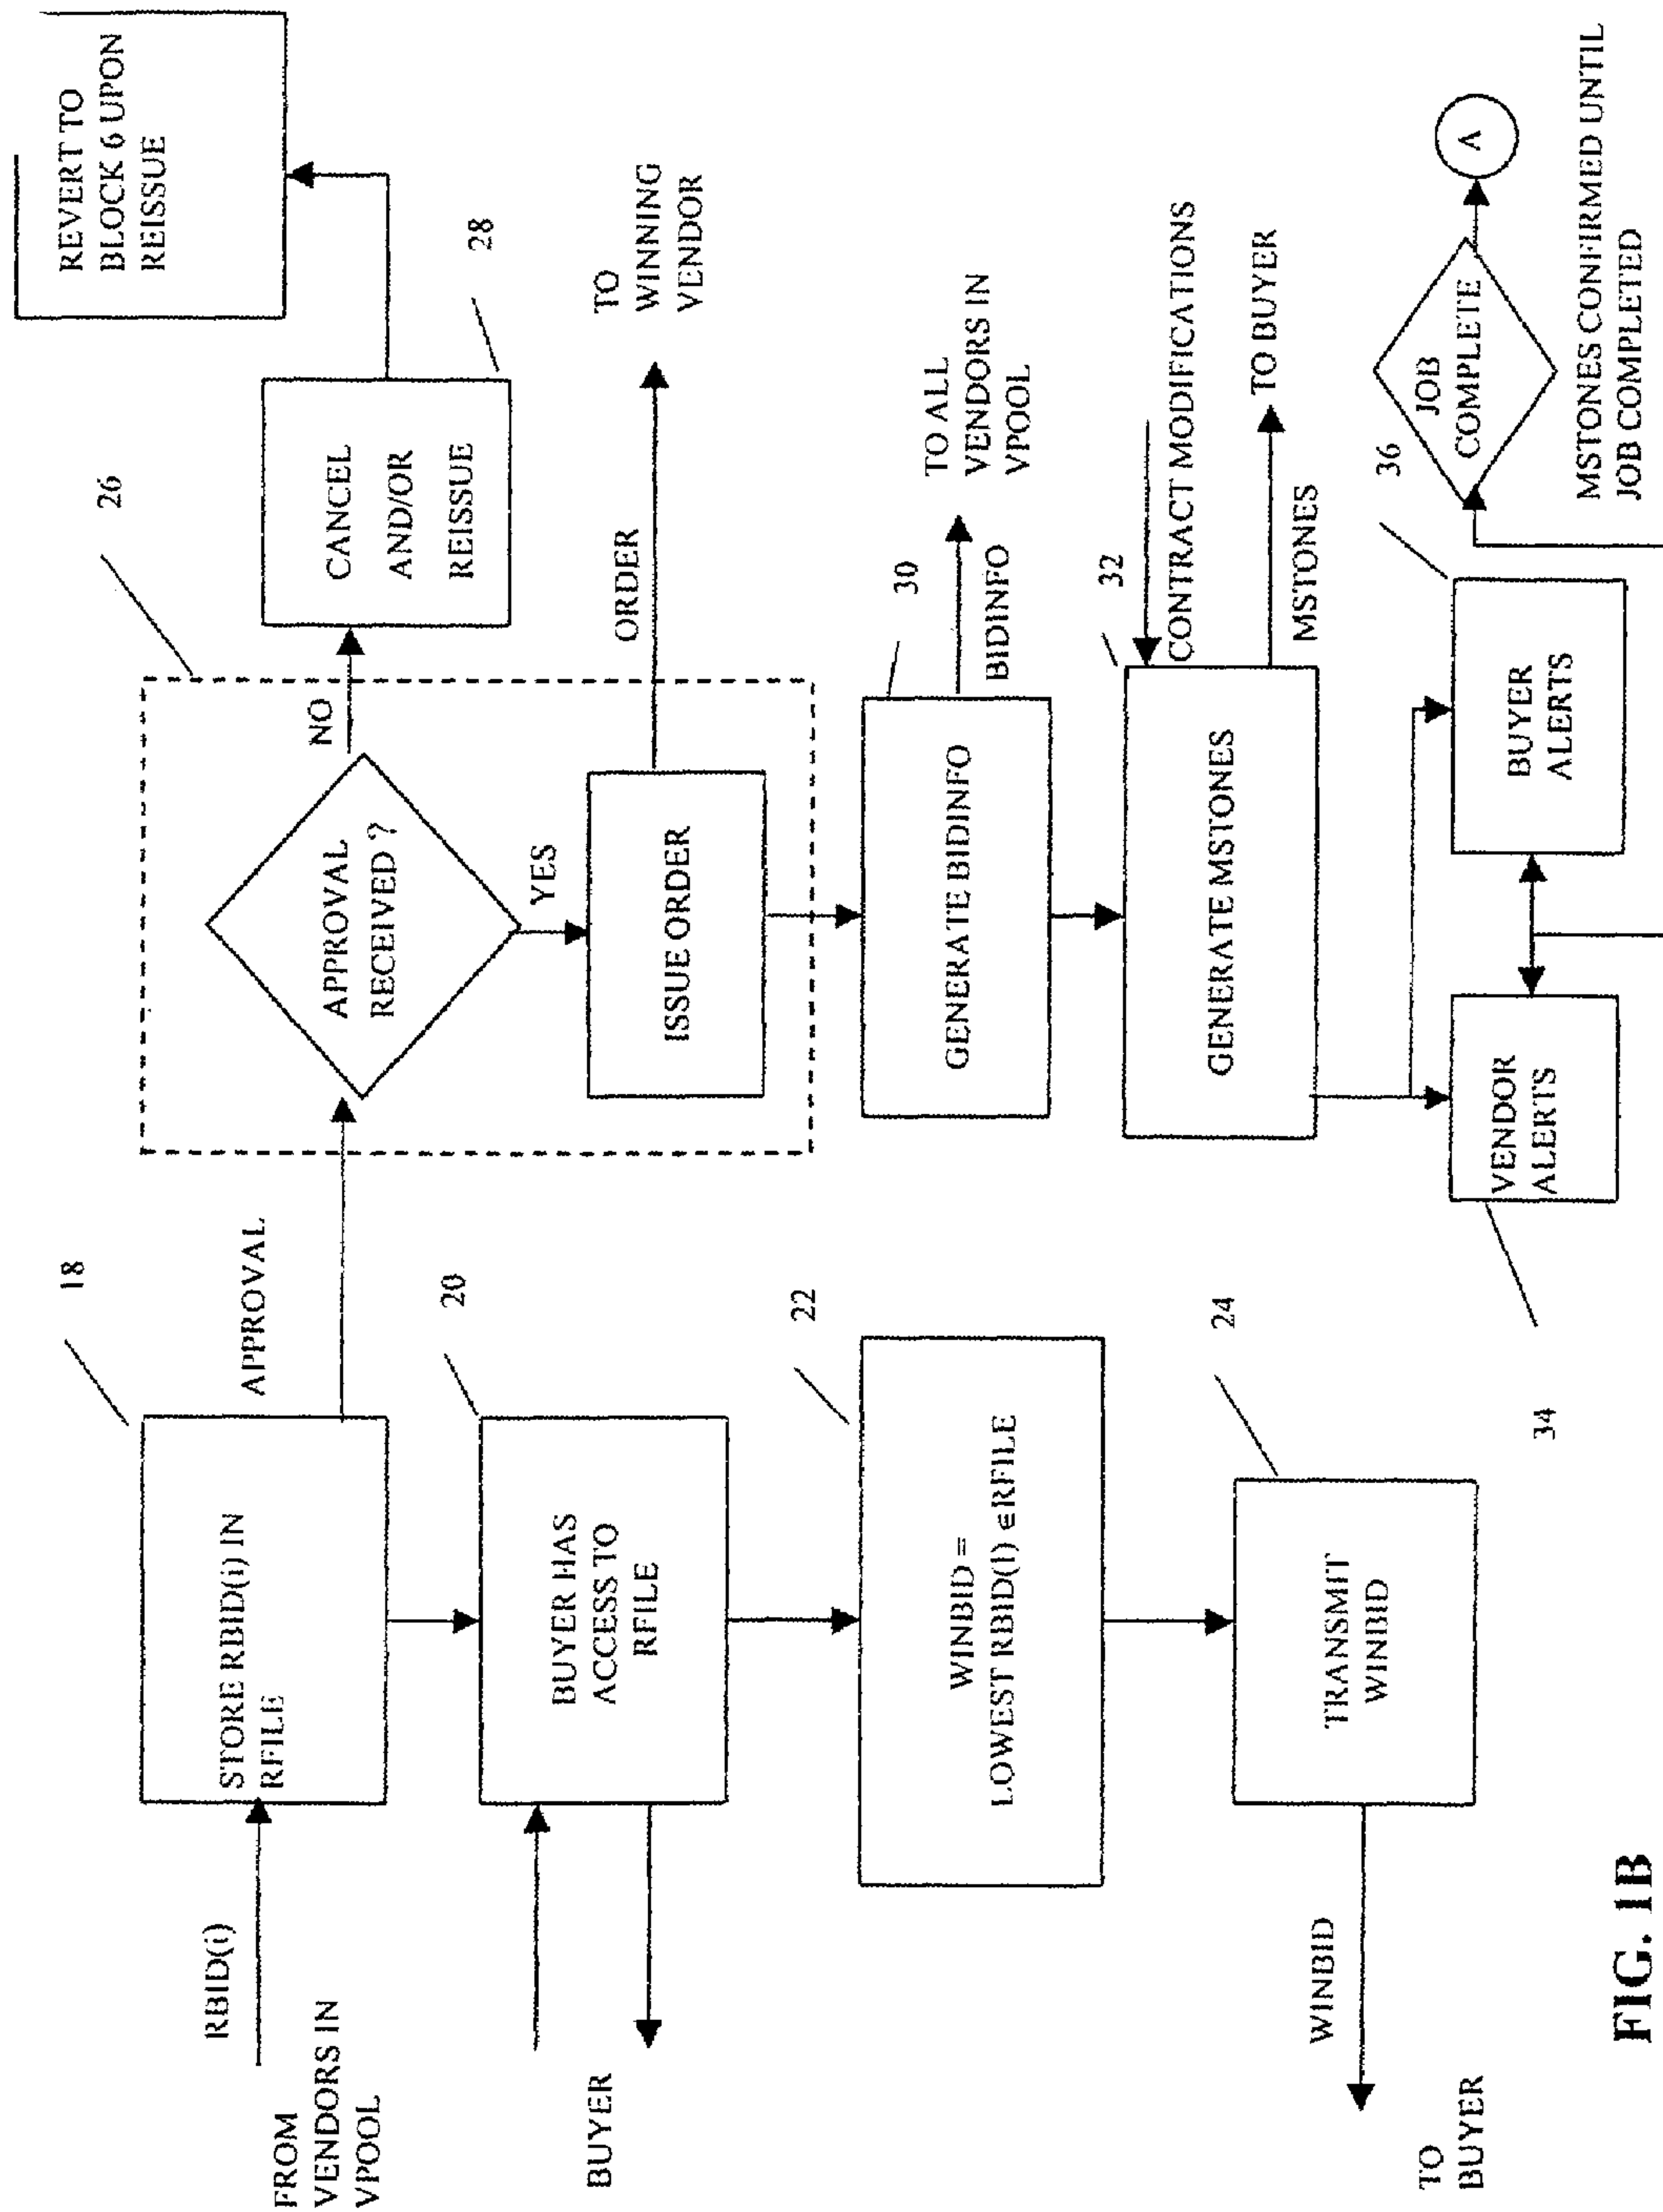 FROM
VENDORS IN
VPOOL
RBID(i)
18
STORE RBID(i) IN
RFILE
APPROVAL
BUYER
20
BUYER HAS
ACCESS TO
RFILE
22
WINBID =
LOWEST RBID(I) ∈ RFILE
24
TRANSMIT
WINBID
WINBID
TO
BUYER
26
APPROVAL
RECEIVED ?
NO
YES
CANCEL
AND/OR
REISSUE
28
REVERT TO
BLOCK 6 UPON
REISSUE
ISSUE ORDER
ORDER
TO
WINNING
VENDOR
30
GENERATE BIDINFO
BIDINFO
TO ALL
VENDORS IN
VPOOL
32
GENERATE MSTONES
CONTRACT MODIFICATIONS
MSTONES
TO BUYER
34
VENDOR
ALERTS
36
BUYER
ALERTS
JOB
COMPLETE
A
MSTONES CONFIRMED UNTIL
JOB COMPLETED
FIG. 1B